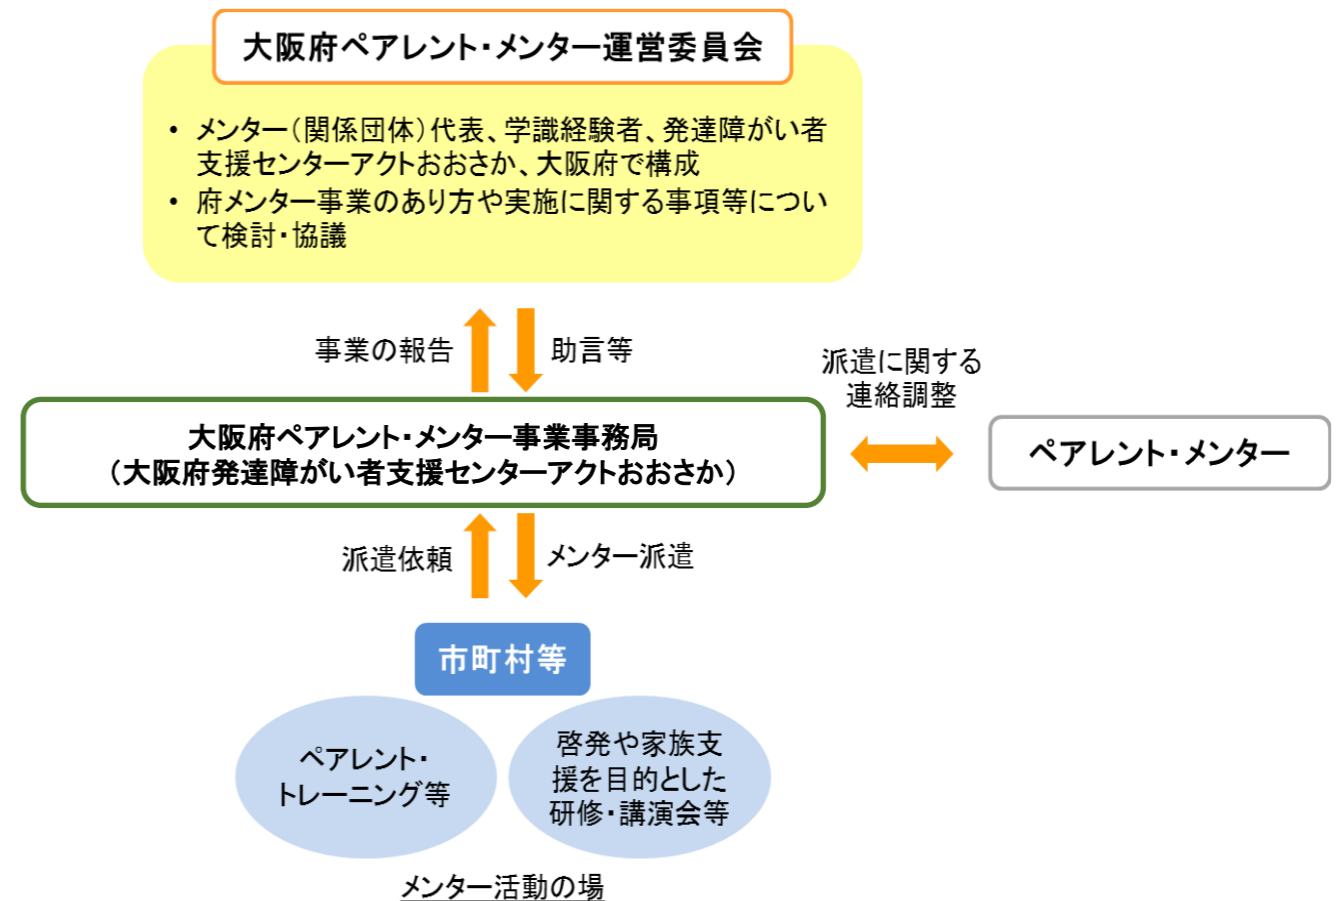 大阪府ペアレント・メンター運営委員会
• メンター（関係団体）代表、学識経験者、発達障がい者
支援センターアクトおおさか、大阪府で構成
• 府メンター事業のあり方や実施に関する事項等につい
て検討・協議
事業の報告
助言等
派遣に関する
連絡調整
大阪府ペアレント・メンター事業事務局
（大阪府発達障がい者支援センターアクトおおさか）
ペアレント・メンター
派遣依頼
メンター派遣
市町村等
ペアレント・
トレーニング等
啓発や家族支
援を目的とした
研修・講演会等
メンター活動の場